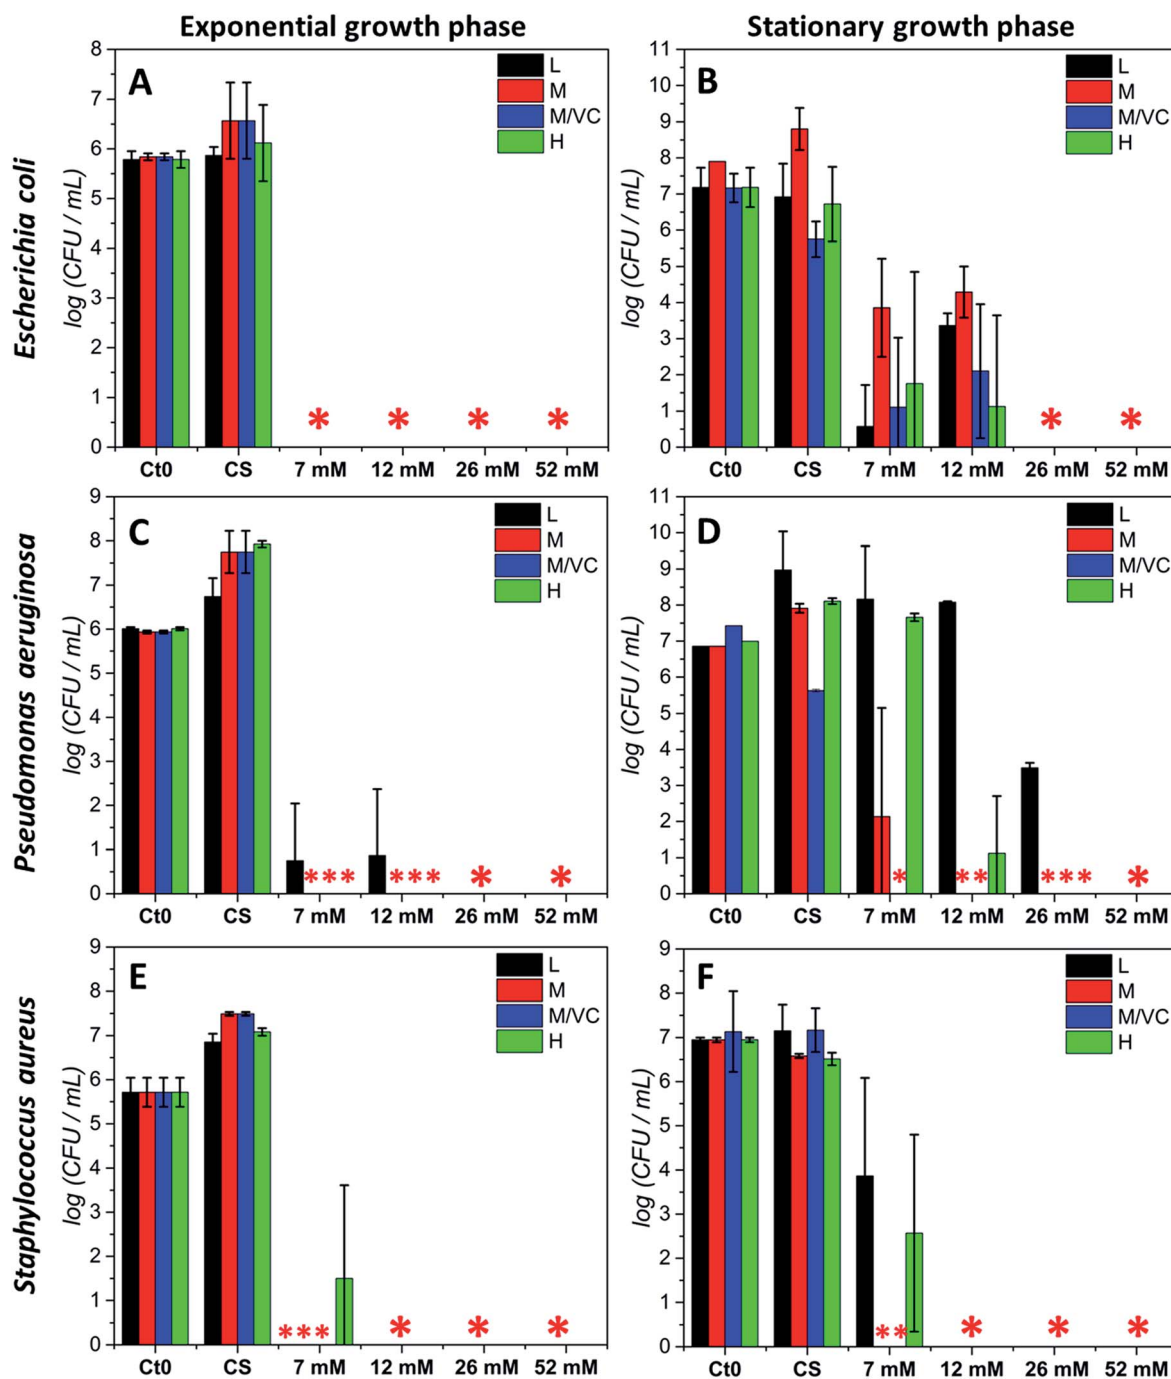 Exponential growth phase
Stationary growth phase
Escherichia coli
Pseudomonas aeruginosa
Staphylococcus aureus
A
log (CFU / mL)
8
7
6
5
4
3
2
1
0
L
M
M/VC
H
* * * *
Ct0 CS 7 mM 12 mM 26 mM 52 mM
B
log (CFU / mL)
11
10
9
8
7
6
5
4
3
2
1
0
L
M
M/VC
H
* *
Ct0 CS 7 mM 12 mM 26 mM 52 mM
C
log (CFU / mL)
9
8
7
6
5
4
3
2
1
0
L
M
M/VC
H
*** *** * *
Ct0 CS 7 mM 12 mM 26 mM 52 mM
D
log (CFU / mL)
11
10
9
8
7
6
5
4
3
2
1
0
L
M
M/VC
H
* ** *** *
Ct0 CS 7 mM 12 mM 26 mM 52 mM
E
log (CFU / mL)
9
8
7
6
5
4
3
2
1
0
L
M
M/VC
H
*** * * *
Ct0 CS 7 mM 12 mM 26 mM 52 mM
F
log (CFU / mL)
9
8
7
6
5
4
3
2
1
0
L
M
M/VC
H
** * * *
Ct0 CS 7 mM 12 mM 26 mM 52 mM